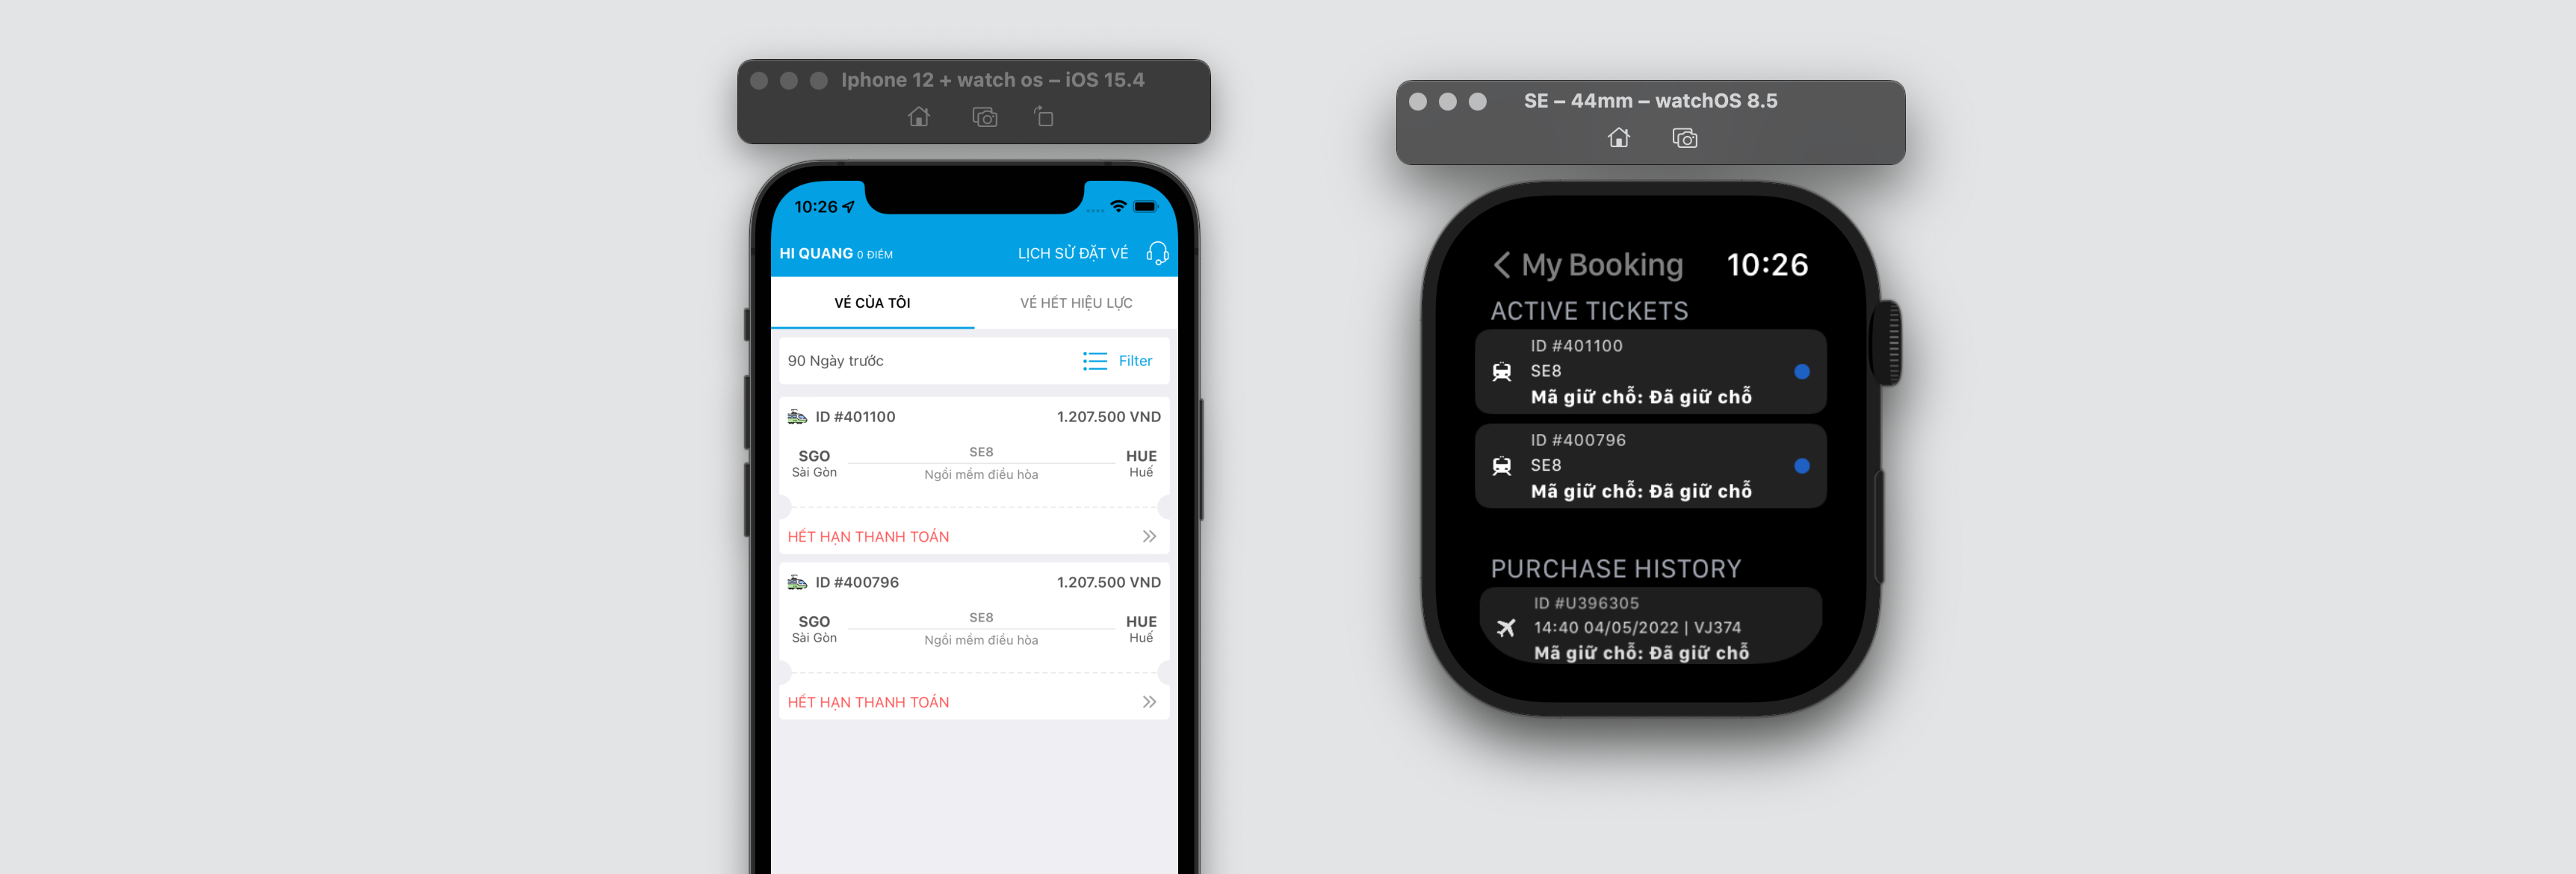 Iphone 12 + watch os – iOS 15.4
10:26
HI QUANG 0 ĐIỂM
LỊCH SỬ ĐẶT VÉ
VÉ CỦA TÔI
VÉ HẾT HIỆU LỰC
90 Ngày trước
Filter
ID #401100
1.207.500 VND
SGO
SE8
HUE
Sài Gòn
Ngồi mềm điều hòa
Huế
HẾT HẠN THANH TOÁN
ID #400796
1.207.500 VND
SGO
SE8
HUE
Sài Gòn
Ngồi mềm điều hòa
Huế
HẾT HẠN THANH TOÁN
SE – 44mm – watchOS 8.5
My Booking
10:26
ACTIVE TICKETS
ID #401100
SE8
Mã giữ chỗ: Đã giữ chỗ
ID #400796
SE8
Mã giữ chỗ: Đã giữ chỗ
PURCHASE HISTORY
ID #U396305
14:40 04/05/2022 | VJ374
Mã giữ chỗ: Đã giữ chỗ